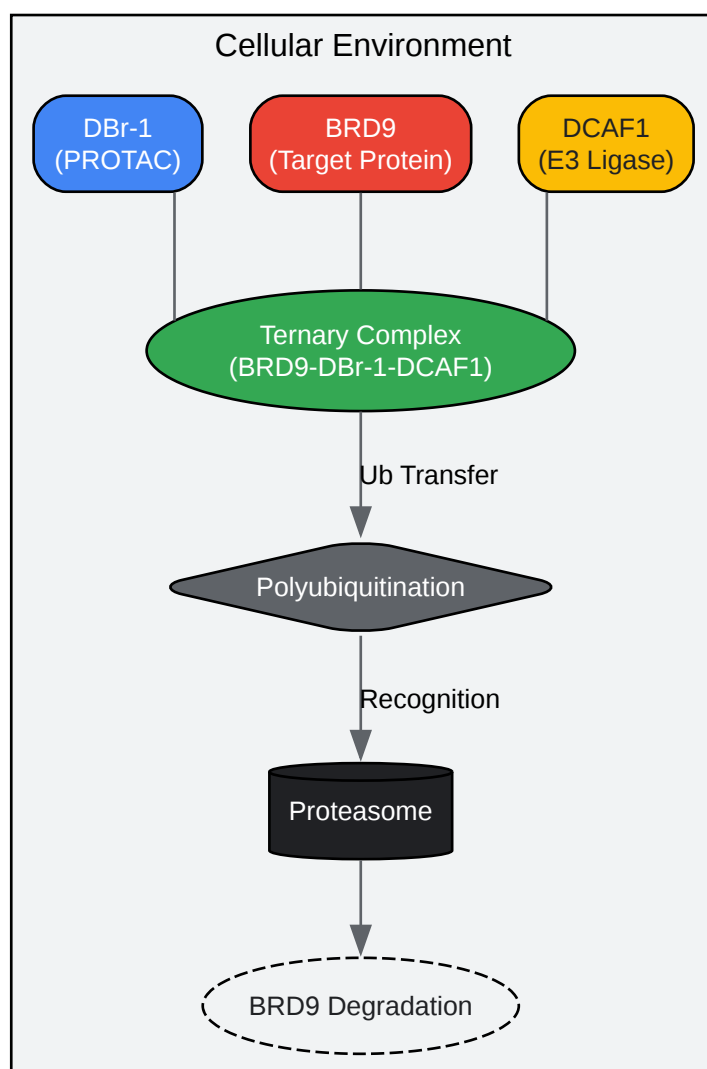 Cellular Environment
DBr-1
(PROTAC)
BRD9
(Target Protein)
DCAF1
(E3 Ligase)
Ternary Complex
(BRD9-DBr-1-DCAF1)
Ub Transfer
Polyubiquitination
Recognition
Proteasome
BRD9 Degradation